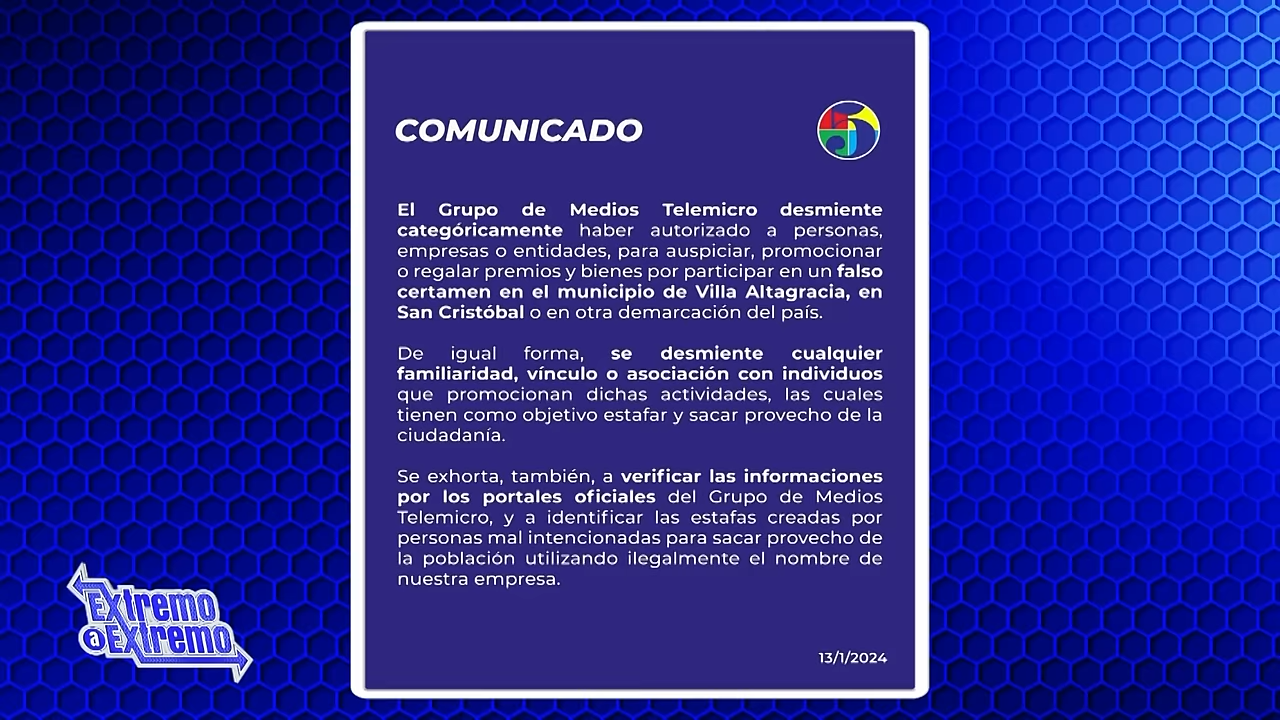 COMUNICADO
El Grupo de Medios Telemicro desmiente
categóricamente haber autorizado a personas,
empresas o entidades, para auspiciar, promocionar
o regalar premios y bienes por participar en un falso
certamen en el municipio de Villa Altagracia, en
San Cristóbal o en otra demarcación del país.
De igual forma, se desmiente cualquier
familiaridad, vínculo o asociación con individuos
que promocionan dichas actividades, las cuales
tienen como objetivo estafar y sacar provecho de la
ciudadanía.
Se exhorta, también, a verificar las informaciones
por los portales oficiales del Grupo de Medios
Telemicro, y a identificar las estafas creadas por
personas mal intencionadas para sacar provecho de
la población utilizando ilegalmente el nombre de
nuestra empresa.
13/1/2024
Extremo
a Extremo